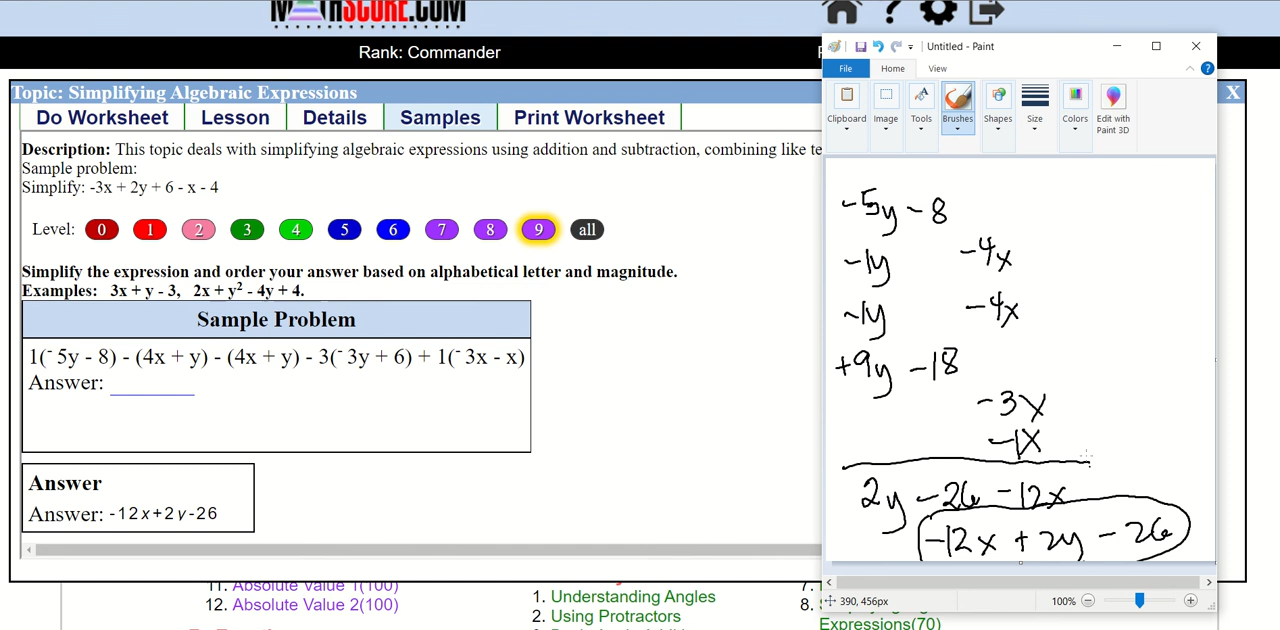 MATHSCORE.COM
Rank: Commander
Untitled - Paint
File Home View
Clipboard Image Tools Brushes Shapes Size Colors Edit with Paint 3D
Topic: Simplifying Algebraic Expressions X
Do Worksheet Lesson Details Samples Print Worksheet
Description: This topic deals with simplifying algebraic expressions using addition and subtraction, combining like te
Sample problem:
Simplify: -3x + 2y + 6 - x - 4
Level: 0 1 2 3 4 5 6 7 8 9 all
Simplify the expression and order your answer based on alphabetical letter and magnitude.
Examples: 3x + y - 3, 2x + y² - 4y + 4.
Sample Problem
1(⁻5y - 8) - (4x + y) - (4x + y) - 3(⁻3y + 6) + 1(⁻3x - x)
Answer:
Answer
Answer: -12x+2y-26
-5y - 8
-1y -4x
-1y -4x
+9y -18
-3x
-1x
2y - 26 - 12x
-12x + 2y - 26
11. Absolute Value 1(100)
12. Absolute Value 2(100)
1. Understanding Angles
2. Using Protractors
7.
8.
Expressions(70)
390, 456px 100%